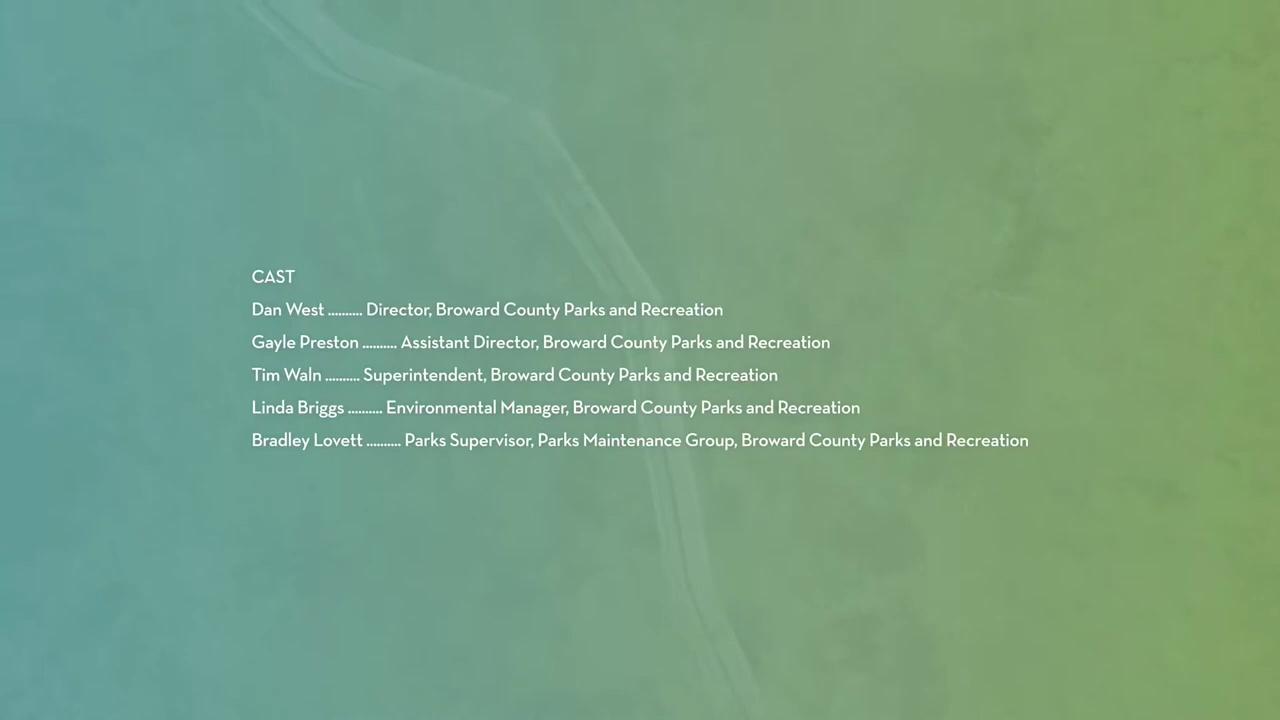 CAST
Dan West .......... Director, Broward County Parks and Recreation
Gayle Preston .......... Assistant Director, Broward County Parks and Recreation
Tim Waln .......... Superintendent, Broward County Parks and Recreation
Linda Briggs .......... Environmental Manager, Broward County Parks and Recreation
Bradley Lovett .......... Parks Supervisor, Parks Maintenance Group, Broward County Parks and Recreation